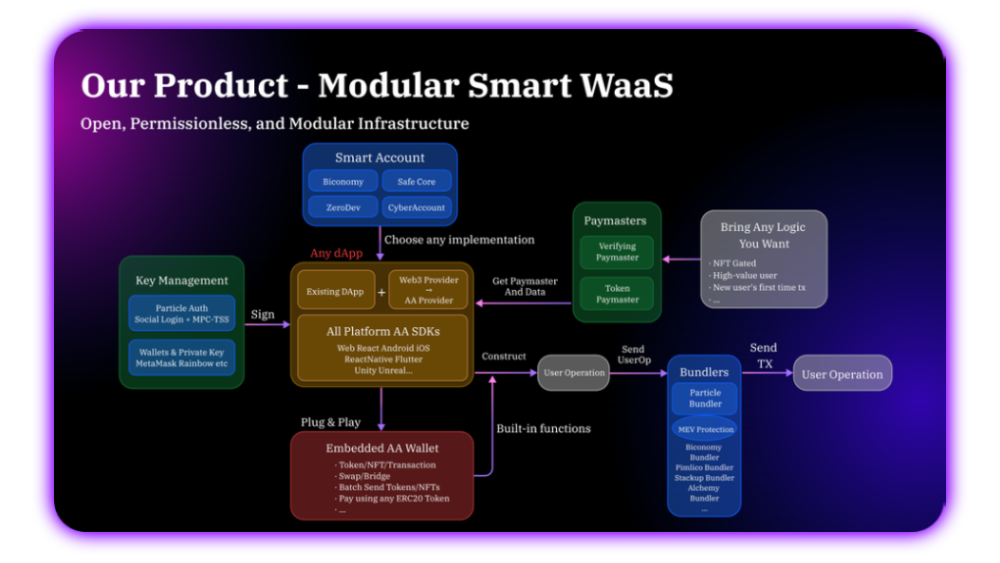 Our Product - Modular Smart WaaS
Open, Permissionless, and Modular Infrastructure
Smart Account
Biconomy
Safe Core
ZeroDev
CyberAccount
Choose any implementation
Any dApp
Existing DApp
+
Web3 Provider
→
AA Provider
All Platform AA SDKs
Web React Android iOS
ReactNative Flutter
Unity Unreal...
Key Management
Particle Auth
Social Login + MPC-TSS
Wallets & Private Key
MetaMask Rainbow etc
Sign
Paymasters
Verifying
Paymaster
Token
Paymaster
Bring Any Logic
You Want
· NFT Gated
· High-value user
· New user's first time tx
· ...
Get Paymaster
And Data
Plug & Play
Embedded AA Wallet
· Token/NFT/Transaction
· Swap/Bridge
· Batch Send Tokens/NFTs
· Pay using any ERC20 Token
· ...
Built-in functions
Construct
User Operation
Send
UserOp
Bundlers
Particle
Bundler
MEV Protection
Biconomy
Bundler
Pimlico Bundler
Stackup Bundler
Alchemy
Bundler
...
Send
TX
User Operation